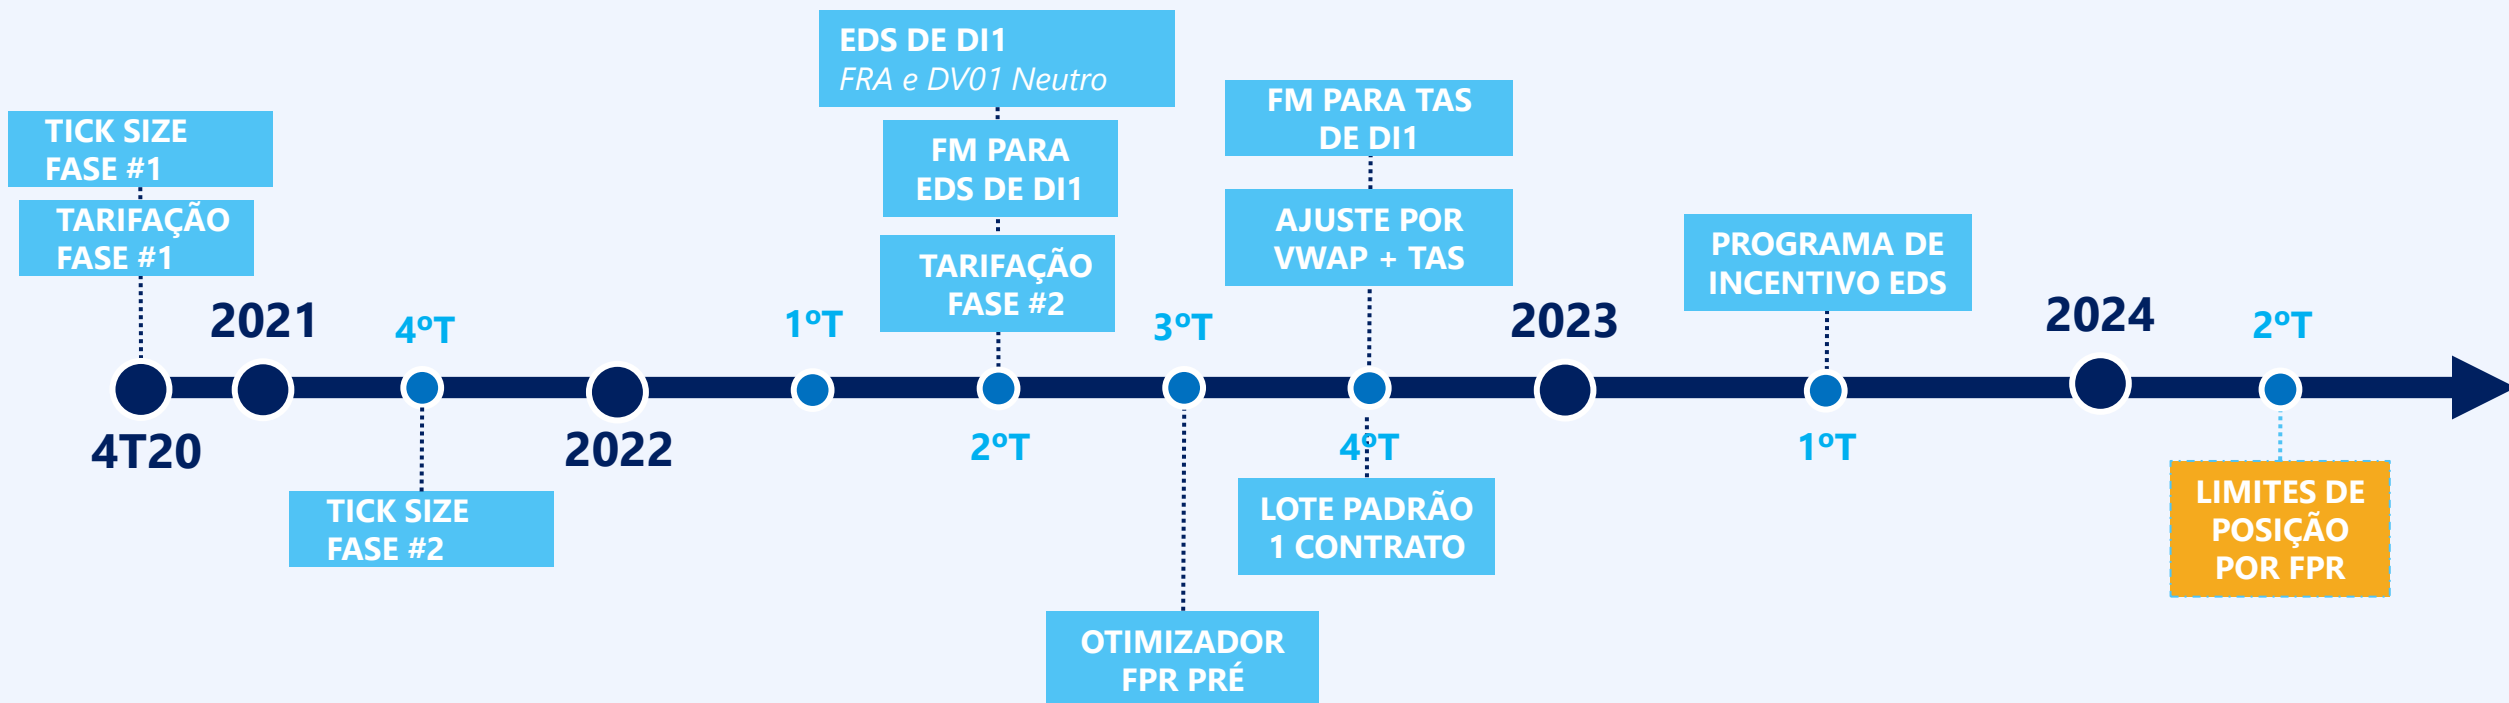 EDS DE DI1
FRA e DV01 Neutro
TICK SIZE
FASE #1
FM PARA
EDS DE DI1
FM PARA TAS
DE DI1
TARIFAÇÃO
FASE #1
TARIFAÇÃO
FASE #2
AJUSTE POR
VWAP + TAS
PROGRAMA DE
INCENTIVO EDS
2021
4ºT
1ºT
3ºT
2023
2024
2ºT
4T20
2022
2ºT
4ºT
1ºT
TICK SIZE
FASE #2
LOTE PADRÃO
1 CONTRATO
LIMITES DE
POSIÇÃO
POR FPR
OTIMIZADOR
FPR PRÉ